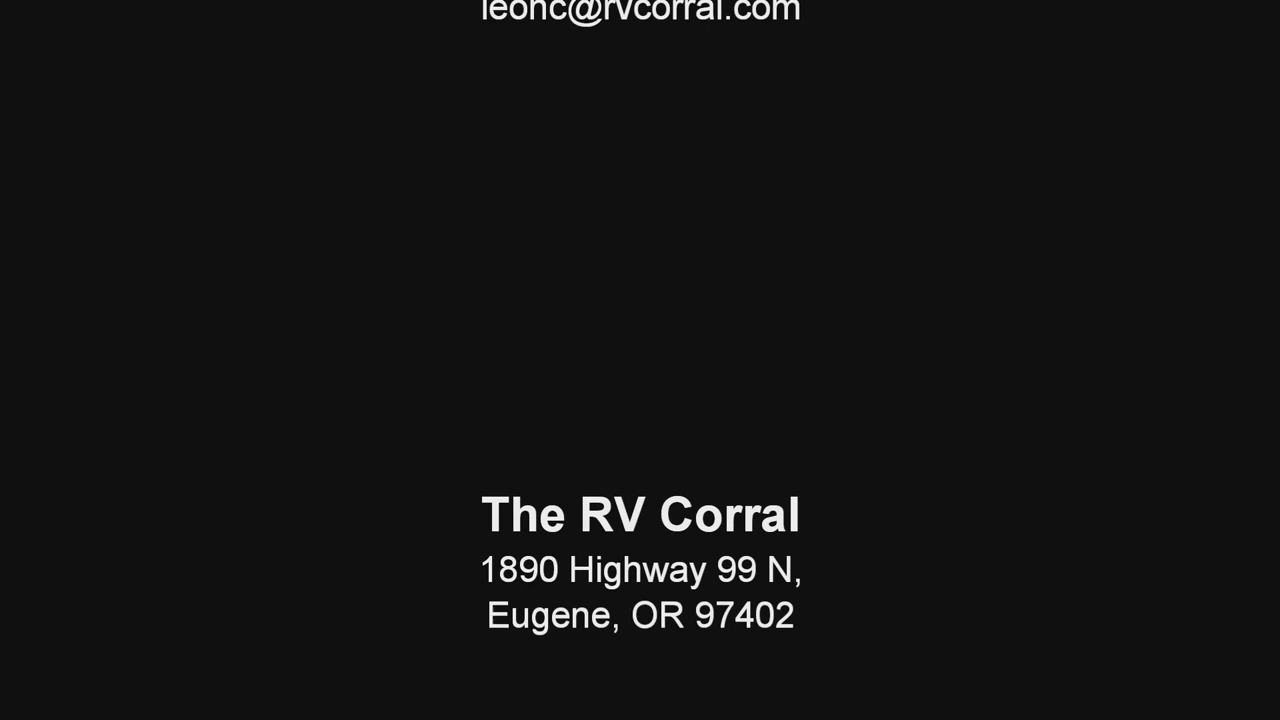 leonc@rvcorral.com
The RV Corral
1890 Highway 99 N,
Eugene, OR 97402